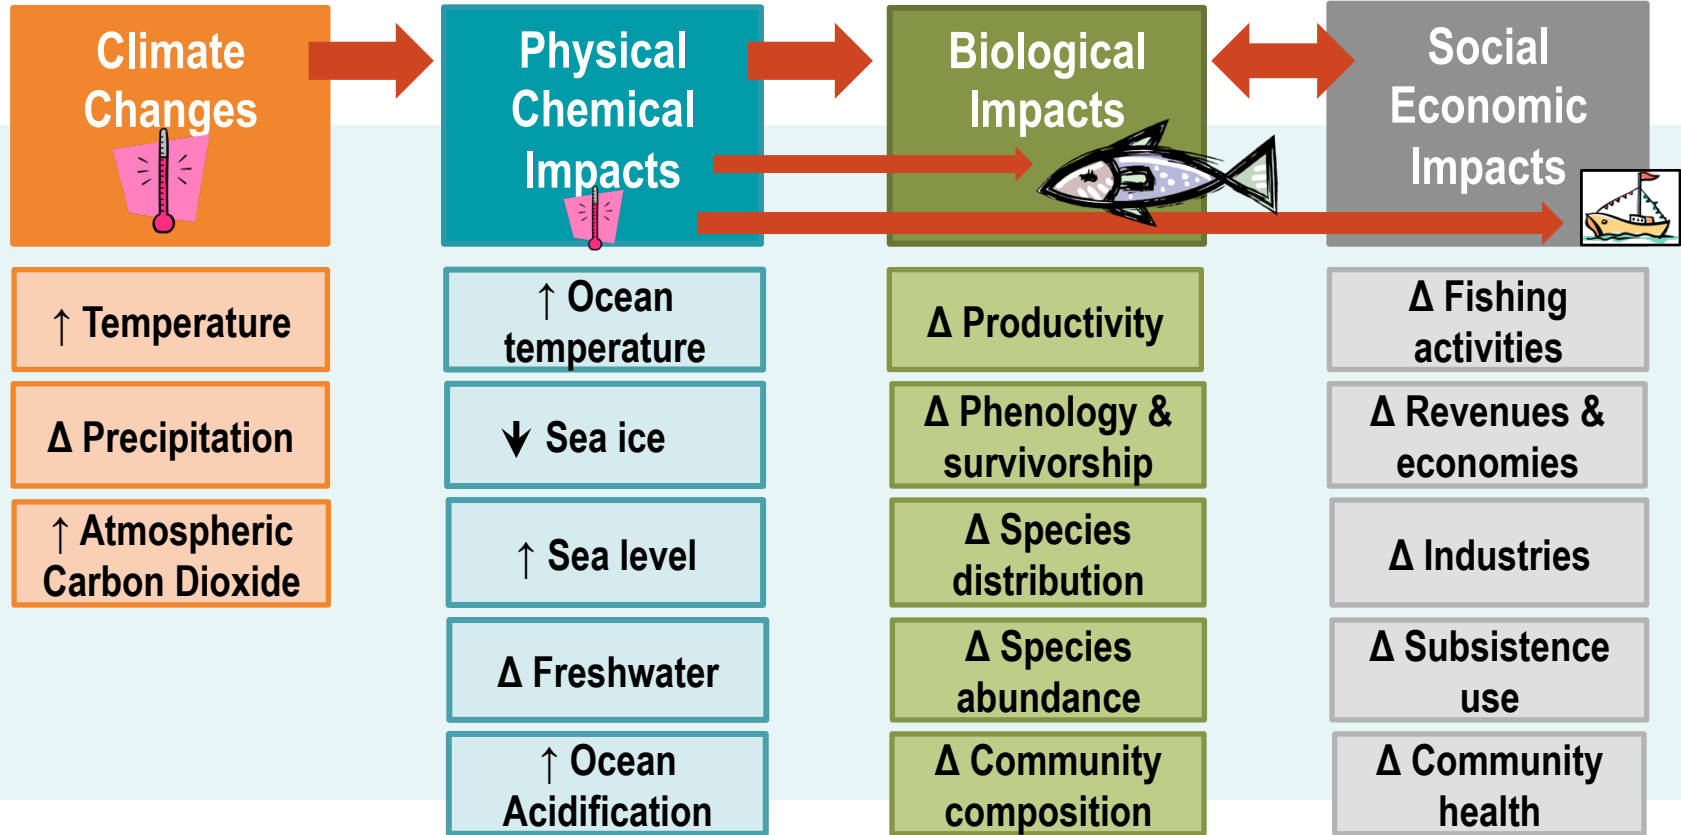 Climate
Changes
Physical
Chemical
Impacts
Biological
Impacts
Social
Economic
Impacts
↑ Temperature
Δ Precipitation
↑ Atmospheric
Carbon Dioxide
↑ Ocean
temperature
↓ Sea ice
↑ Sea level
Δ Freshwater
↑ Ocean
Acidification
Δ Productivity
Δ Phenology &
survivorship
Δ Species
distribution
Δ Species
abundance
Δ Community
composition
Δ Fishing
activities
Δ Revenues &
economies
Δ Industries
Δ Subsistence
use
Δ Community
health